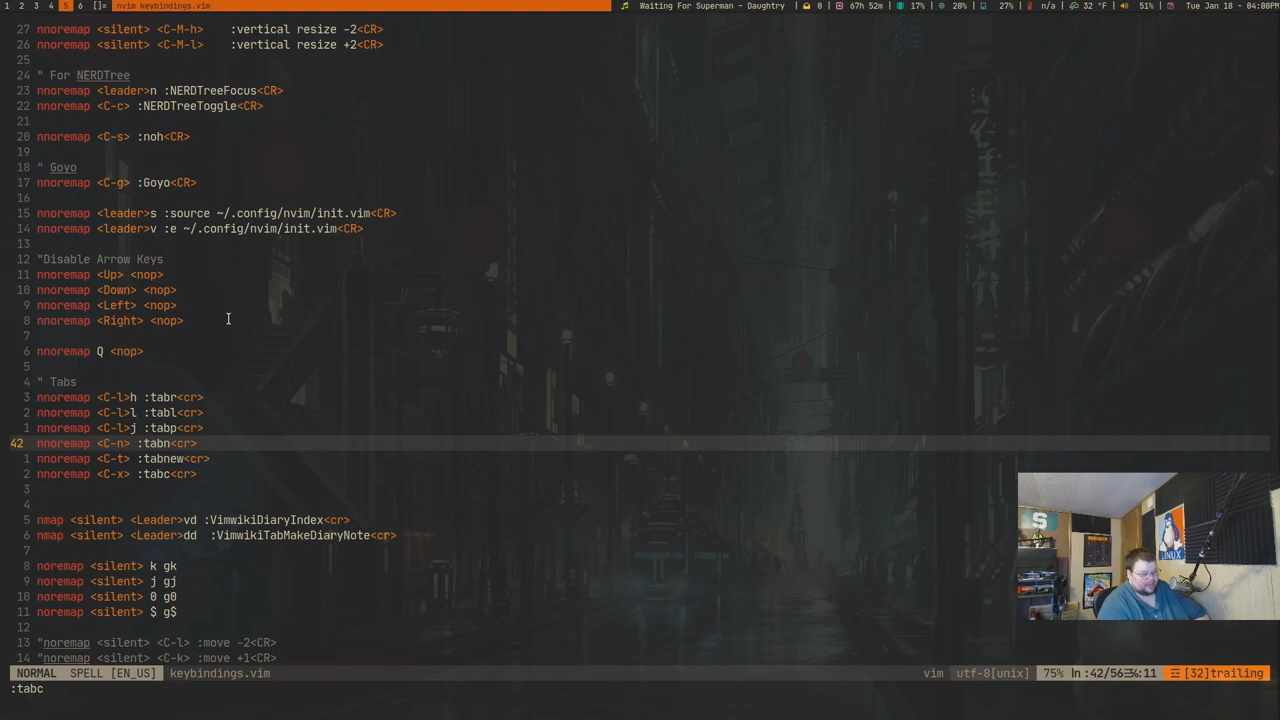 1 2 3 4 5 6 []= nvim keybindings.vim Waiting For Superman - Daughtry 0 67h 52m 17% 20% 27% n/a 32 °F 51% Tue Jan 18 - 04:00PM
27 nnoremap <silent> <C-M-h> :vertical resize -2<CR>
26 nnoremap <silent> <C-M-l> :vertical resize +2<CR>
25
24 " For NERDTree
23 nnoremap <leader>n :NERDTreeFocus<CR>
22 nnoremap <C-c> :NERDTreeToggle<CR>
21
20 nnoremap <C-s> :noh<CR>
19
18 " Goyo
17 nnoremap <C-g> :Goyo<CR>
16
15 nnoremap <leader>s :source ~/.config/nvim/init.vim<CR>
14 nnoremap <leader>v :e ~/.config/nvim/init.vim<CR>
13
12 "Disable Arrow Keys
11 nnoremap <Up> <nop>
10 nnoremap <Down> <nop>
9 nnoremap <Left> <nop>
8 nnoremap <Right> <nop>
7
6 nnoremap Q <nop>
5
4 " Tabs
3 nnoremap <C-l>h :tabr<cr>
2 nnoremap <C-l>l :tabl<cr>
1 nnoremap <C-l>j :tabp<cr>
42 nnoremap <C-n> :tabn<cr>
1 nnoremap <C-t> :tabnew<cr>
2 nnoremap <C-x> :tabc<cr>
3
4
5 nmap <silent> <Leader>vd :VimwikiDiaryIndex<cr>
6 nmap <silent> <Leader>dd :VimwikiTabMakeDiaryNote<cr>
7
8 noremap <silent> k gk
9 noremap <silent> j gj
10 noremap <silent> 0 g0
11 noremap <silent> $ g$
12
13 "noremap <silent> <C-l> :move -2<CR>
14 "noremap <silent> <C-k> :move +1<CR>
NORMAL SPELL [EN_US] keybindings.vim vim utf-8[unix] 75% ln:42/56 :11 [32]trailing
:tabc
S
LINUX